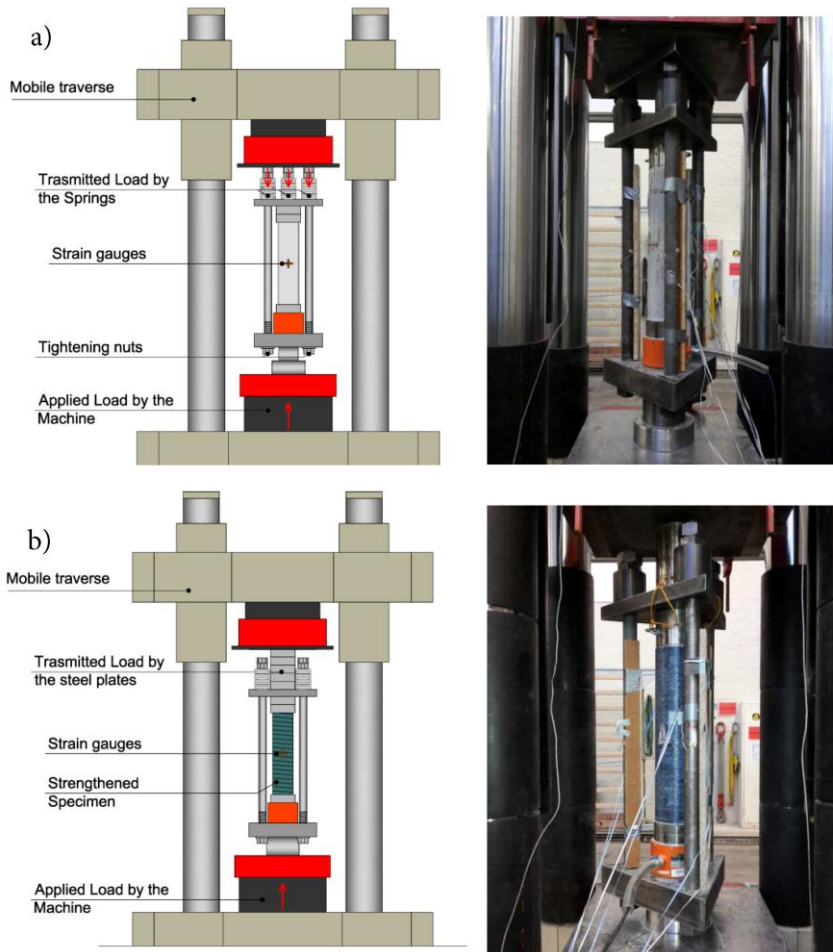 a)
Mobile traverse
Trasmitted Load by
the Springs
Strain gauges
Tightening nuts
Applied Load by the
Machine
b)
Mobile traverse
Trasmitted Load by
the steel plates
Strain gauges
Strengthened
Specimen
Applied Load by the
Machine